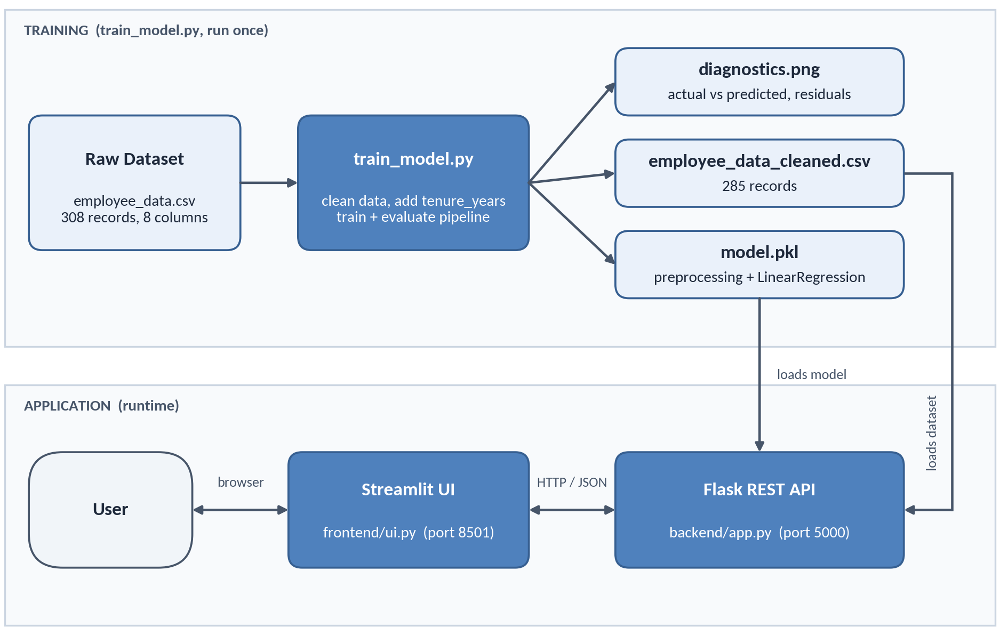 TRAINING (train_model.py, run once)
Raw Dataset
employee_data.csv
308 records, 8 columns
train_model.py
clean data, add tenure_years
train + evaluate pipeline
diagnostics.png
actual vs predicted, residuals
employee_data_cleaned.csv
285 records
model.pkl
preprocessing + LinearRegression
loads model
loads dataset
APPLICATION (runtime)
User
browser
Streamlit UI
frontend/ui.py (port 8501)
HTTP / JSON
Flask REST API
backend/app.py (port 5000)